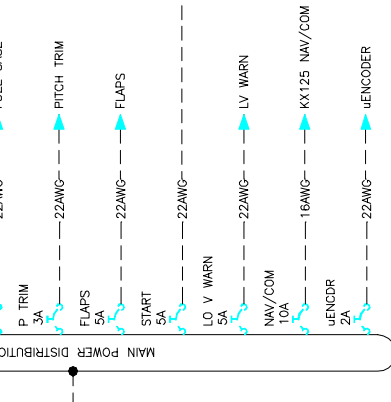 PITCH TRIM
FLAPS
LV WARN
KX125 NAV/COM
uENCODER
22AWG
22AWG
22AWG
22AWG
16AWG
22AWG
P TRIM
3A
FLAPS
5A
START
5A
LO V WARN
5A
NAV/COM
10A
uENCDR
2A
MAIN POWER